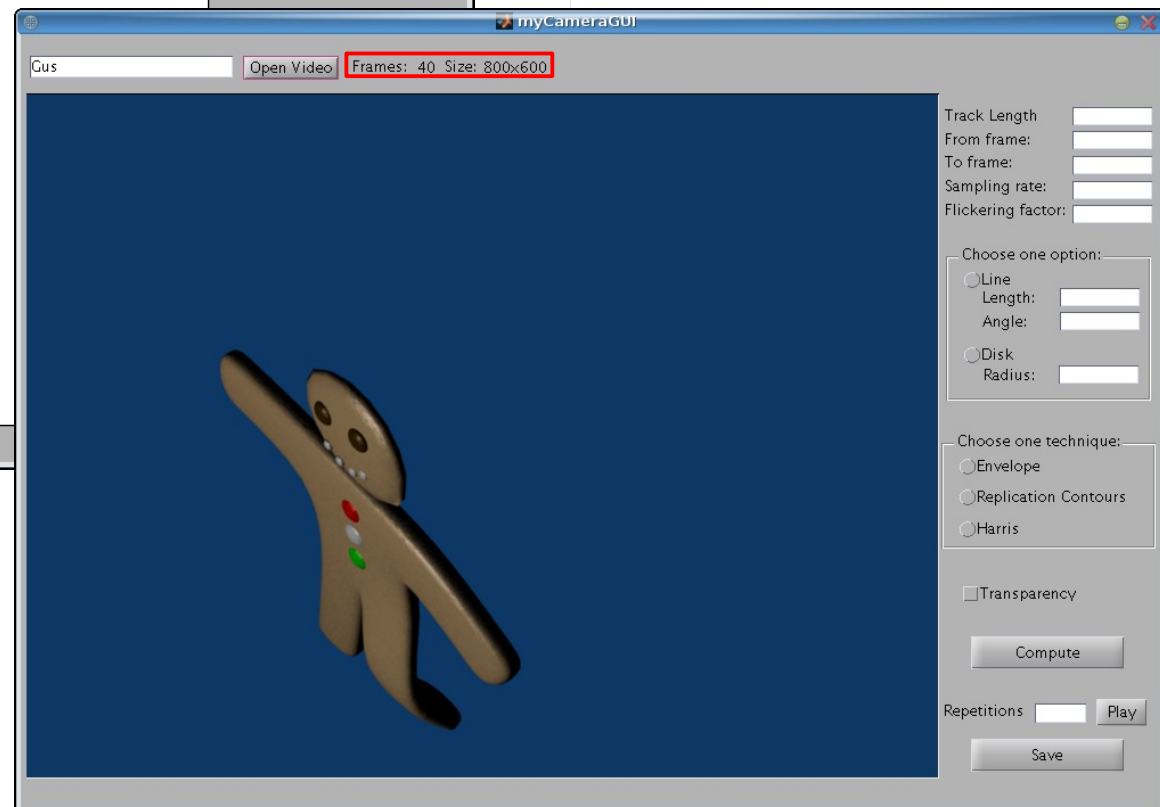 myCameraGUI
Gus
Open Video
Frames: 40 Size: 800x600
Track Length
From frame:
To frame:
Sampling rate:
Flickering factor:
Choose one option:
Line
Length:
Angle:
Disk
Radius:
Choose one technique:
Envelope
Replication Contours
Harris
Transparency
Compute
Repetitions
Play
Save